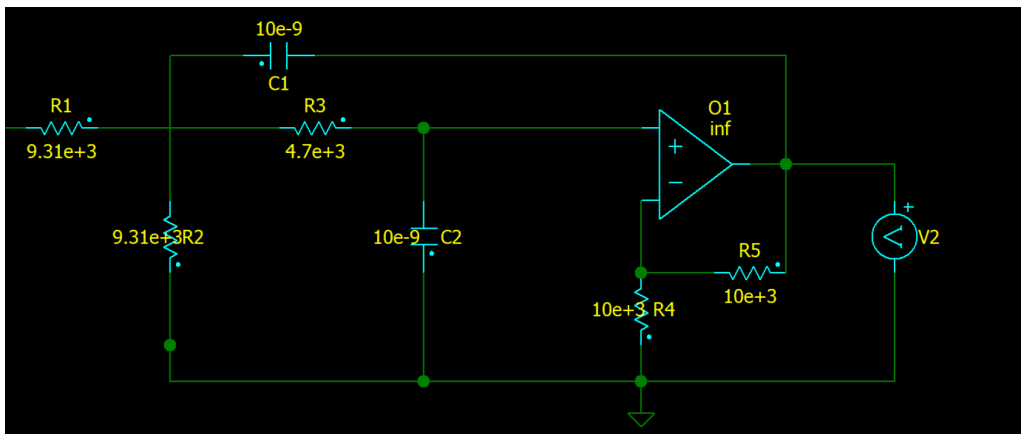 10e-9
C1
R1
9.31e+3
R3
4.7e+3
O1
inf
+
−
9.31e+3R2
10e-9 C2
+
V
V2
R5
10e+3
10e+3 R4